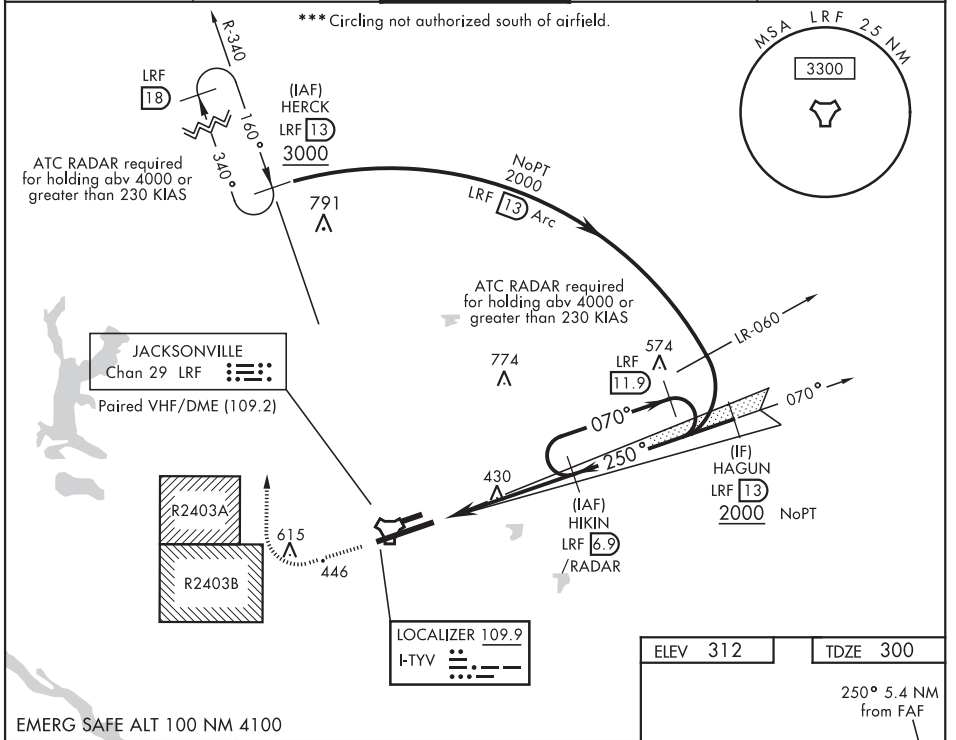 *** Circling not authorized south of airfield.
MSA LRF 25 NM
3300
R-340
LRF
18
(IAF)
HERCK
LRF 13
3000
160°
340°
ATC RADAR required
for holding abv 4000 or
greater than 230 KIAS
791
NoPT
2000
LRF 13 Arc
ATC RADAR required
for holding abv 4000 or
greater than 230 KIAS
LR-060
JACKSONVILLE
Chan 29 LRF
Paired VHF/DME (109.2)
774
574
LRF
11.9
070°
070°
250°
(IF)
HAGUN
LRF 13
2000 NoPT
430
(IAF)
HIKIN
LRF 6.9
/RADAR
R2403A
615
446
R2403B
LOCALIZER 109.9
I-TYV
ELEV 312
TDZE 300
250° 5.4 NM
from FAF
EMERG SAFE ALT 100 NM 4100